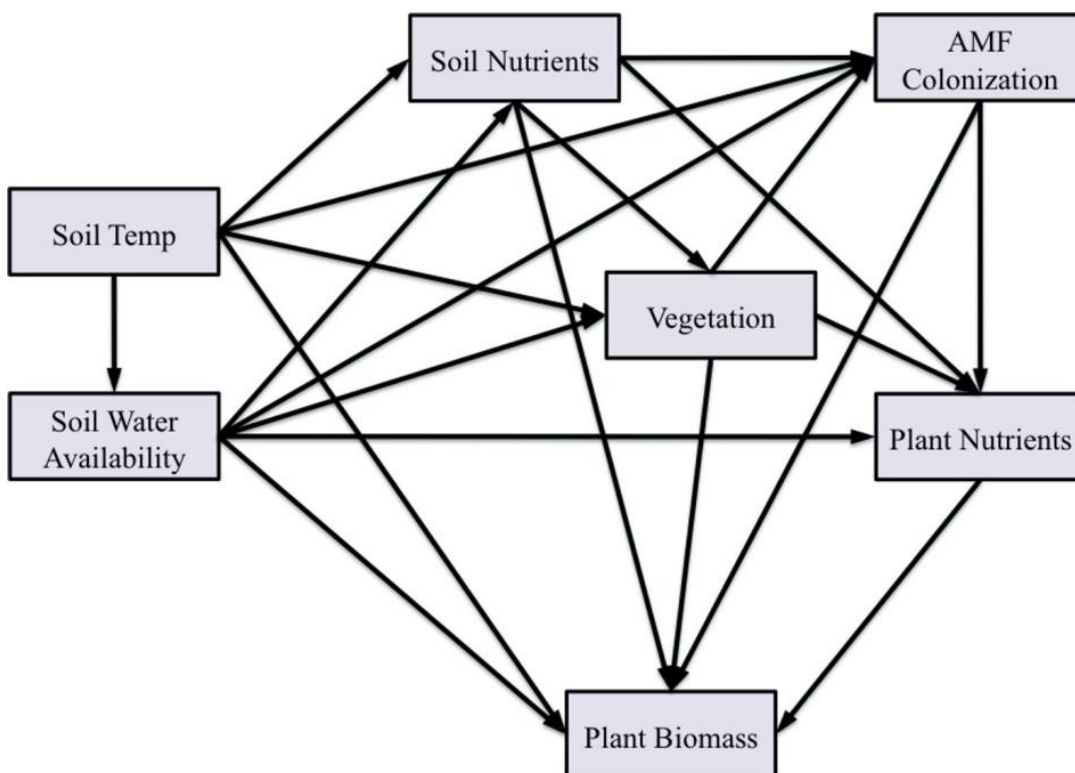 Soil Nutrients
AMF
Colonization
Soil Temp
Vegetation
Soil Water
Availability
Plant Nutrients
Plant Biomass